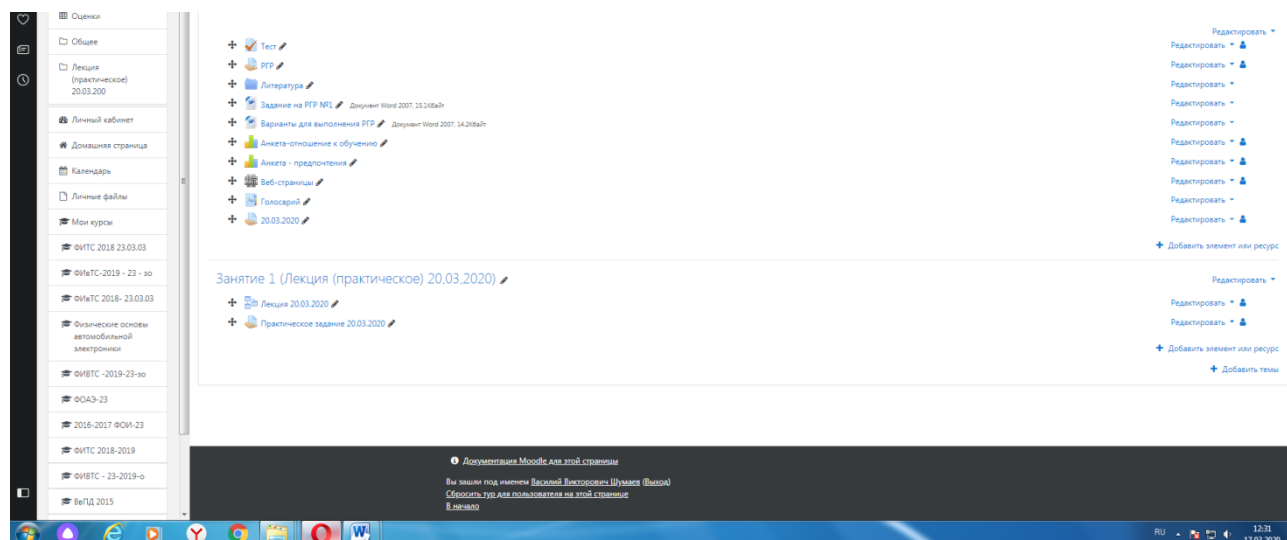 Оценки
Общее
Лекция
(практическое)
20.03.200
Личный кабинет
Домашняя страница
Календарь
Личные файлы
Мои курсы
ФИТС 2018 23.03.03
ФИвТС-2019 - 23 - зо
ФИвТС 2018- 23.03.03
Физические основы
автомобильной
электроники
ФИВТС -2019-23-зо
ФОАЭ-23
2016-2017 ФОИ-23
ФИТС 2018-2019
ФИВТС - 23-2019-о
ВвПД 2015
Редактировать
Тест Редактировать
РГР Редактировать
Литература Редактировать
Задание на РГР №1 Документ Word 2007, 15.1Кбайт Редактировать
Варианты для выполнения РГР Документ Word 2007, 14.2Кбайт Редактировать
Анкета-отношение к обучению Редактировать
Анкета - предпочтения Редактировать
Веб-страницы Редактировать
Голосарий Редактировать
20.03.2020 Редактировать
Добавить элемент или ресурс
Занятие 1 (Лекция (практическое) 20.03.2020) Редактировать
Лекция 20.03.2020 Редактировать
Практическое задание 20.03.2020 Редактировать
Добавить элемент или ресурс
Добавить темы
Документация Moodle для этой страницы
Вы зашли под именем Василий Викторович Шумаев (Выход)
Сбросить тур для пользователя на этой странице
В начало
RU 12:31
17.03.2020